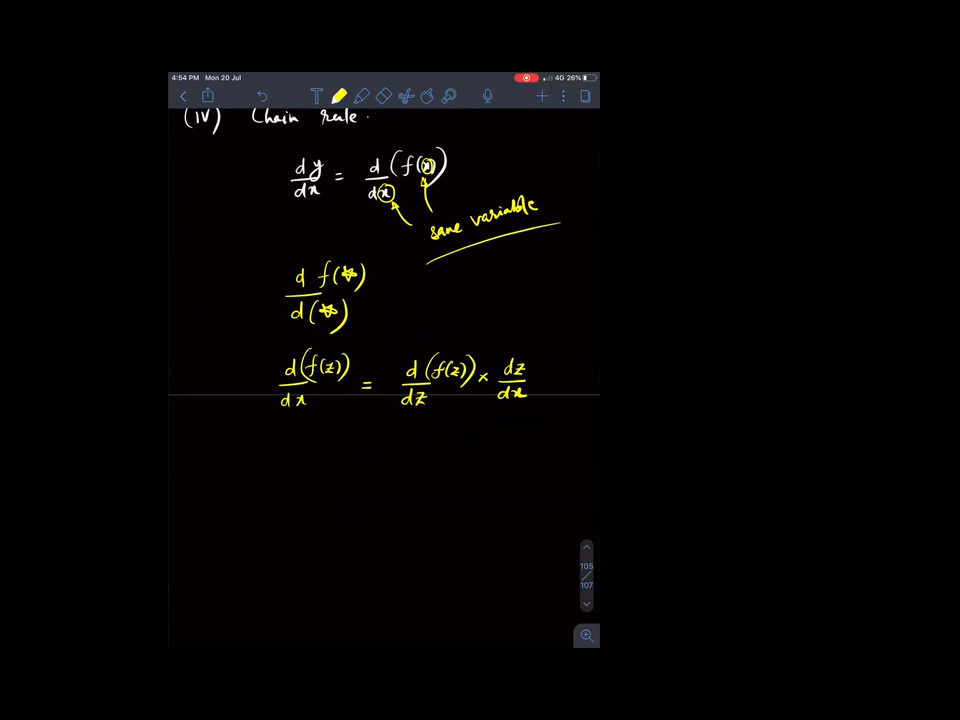 4:54 PM Mon 20 Jul 4G 26%
T
(IV) Chain rule.
dy/dx = d/dx (f(x))
same variable
d f(☆)/d(☆)
d(f(z))/dx = d/dz (f(z)) × dz/dx
105/107